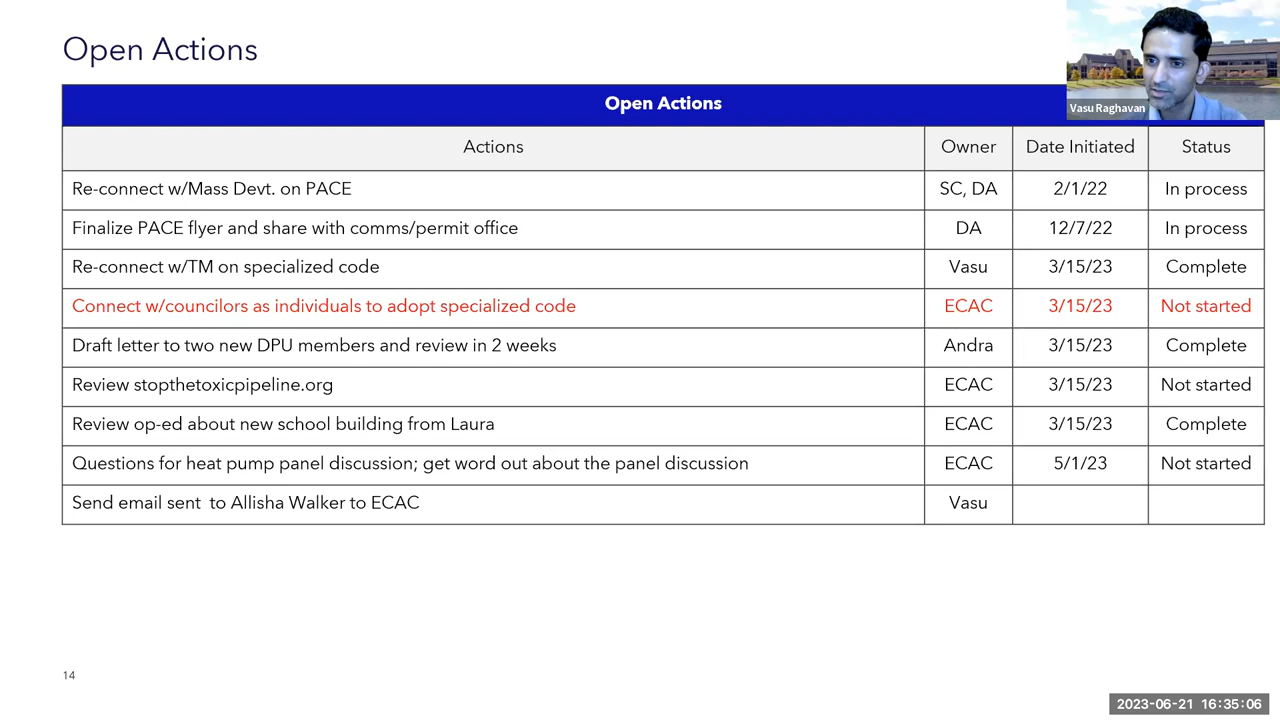 Open Actions
Vasu Raghavan
Open Actions
Actions Owner Date Initiated Status
Re-connect w/Mass Devt. on PACE SC, DA 2/1/22 In process
Finalize PACE flyer and share with comms/permit office DA 12/7/22 In process
Re-connect w/TM on specialized code Vasu 3/15/23 Complete
Connect w/councilors as individuals to adopt specialized code ECAC 3/15/23 Not started
Draft letter to two new DPU members and review in 2 weeks Andra 3/15/23 Complete
Review stopthetoxicpipeline.org ECAC 3/15/23 Not started
Review op-ed about new school building from Laura ECAC 3/15/23 Complete
Questions for heat pump panel discussion; get word out about the panel discussion ECAC 5/1/23 Not started
Send email sent to Allisha Walker to ECAC Vasu
14
2023-06-21 16:35:06